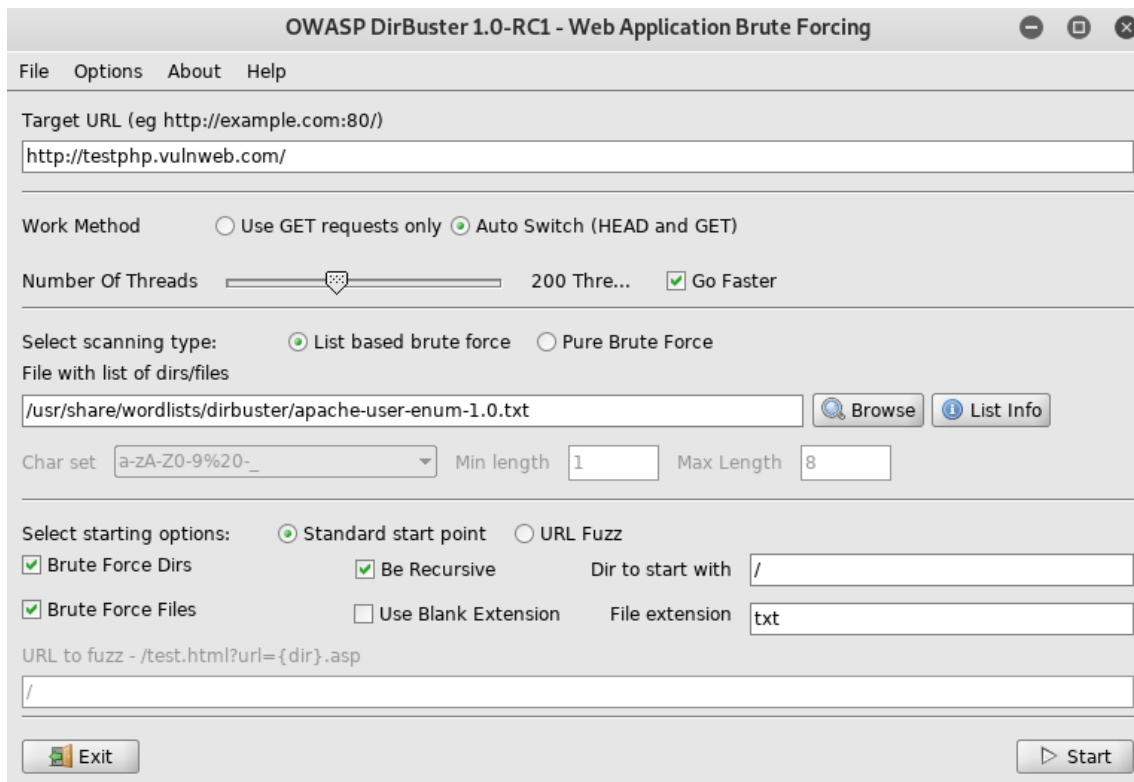 OWASP DirBuster 1.0-RC1 - Web Application Brute Forcing
File Options About Help
Target URL (eg http://example.com:80/)
http://testphp.vulnweb.com/
Work Method Use GET requests only Auto Switch (HEAD and GET)
Number Of Threads 200 Thre... Go Faster
Select scanning type: List based brute force Pure Brute Force
File with list of dirs/files
/usr/share/wordlists/dirbuster/apache-user-enum-1.0.txt Browse List Info
Char set a-zA-Z0-9%20-_ Min length 1 Max Length 8
Select starting options: Standard start point URL Fuzz
Brute Force Dirs Be Recursive Dir to start with /
Brute Force Files Use Blank Extension File extension txt
URL to fuzz - /test.html?url={dir}.asp
/
Exit Start